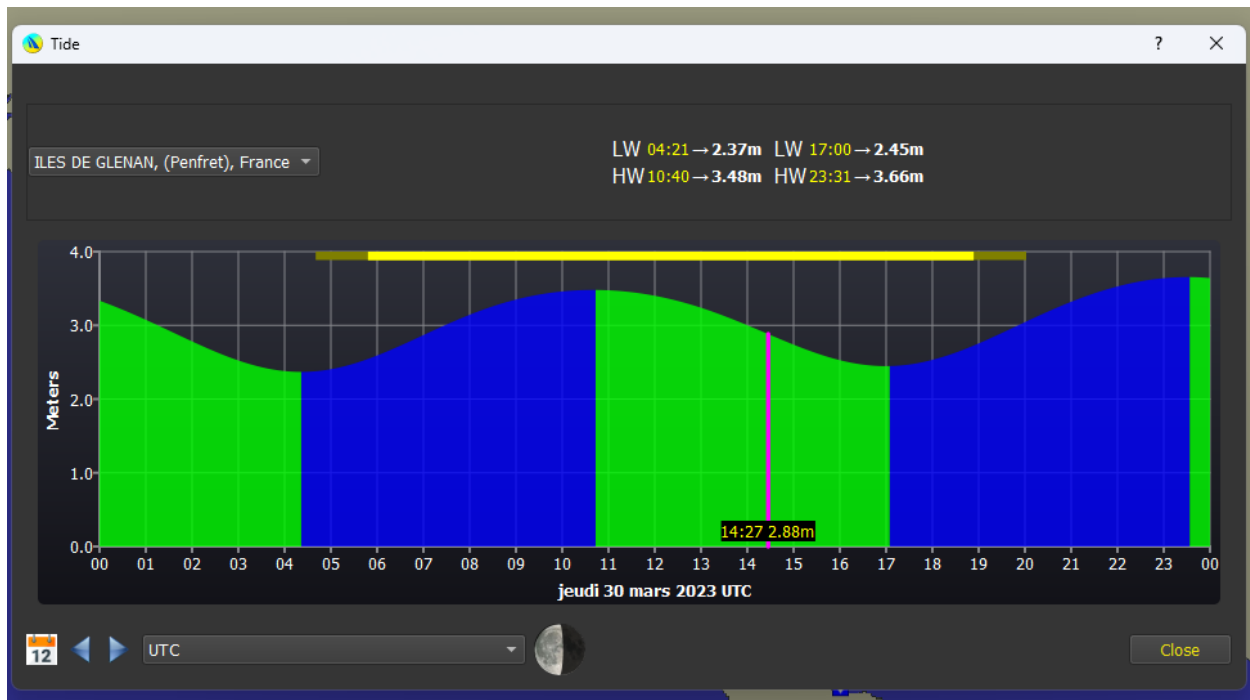 Tide ?
ILES DE GLENAN, (Penfret), France
LW 04:21→2.37m LW 17:00→2.45m
HW 10:40→3.48m HW 23:31→3.66m
4.0
3.0
2.0
1.0
0.0
Meters
14:27 2.88m
00 01 02 03 04 05 06 07 08 09 10 11 12 13 14 15 16 17 18 19 20 21 22 23 00
jeudi 30 mars 2023 UTC
12
UTC
Close